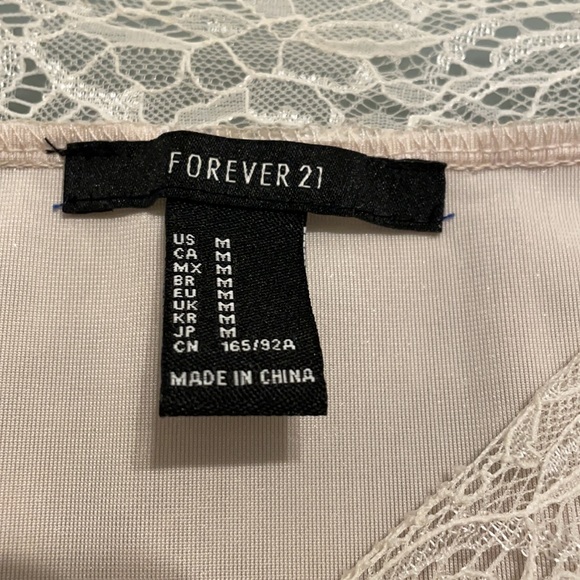 FOREVER 21
US M
CA M
MX M
BR M
EU M
UK M
KR M
JP M
CN 165/92A
MADE IN CHINA